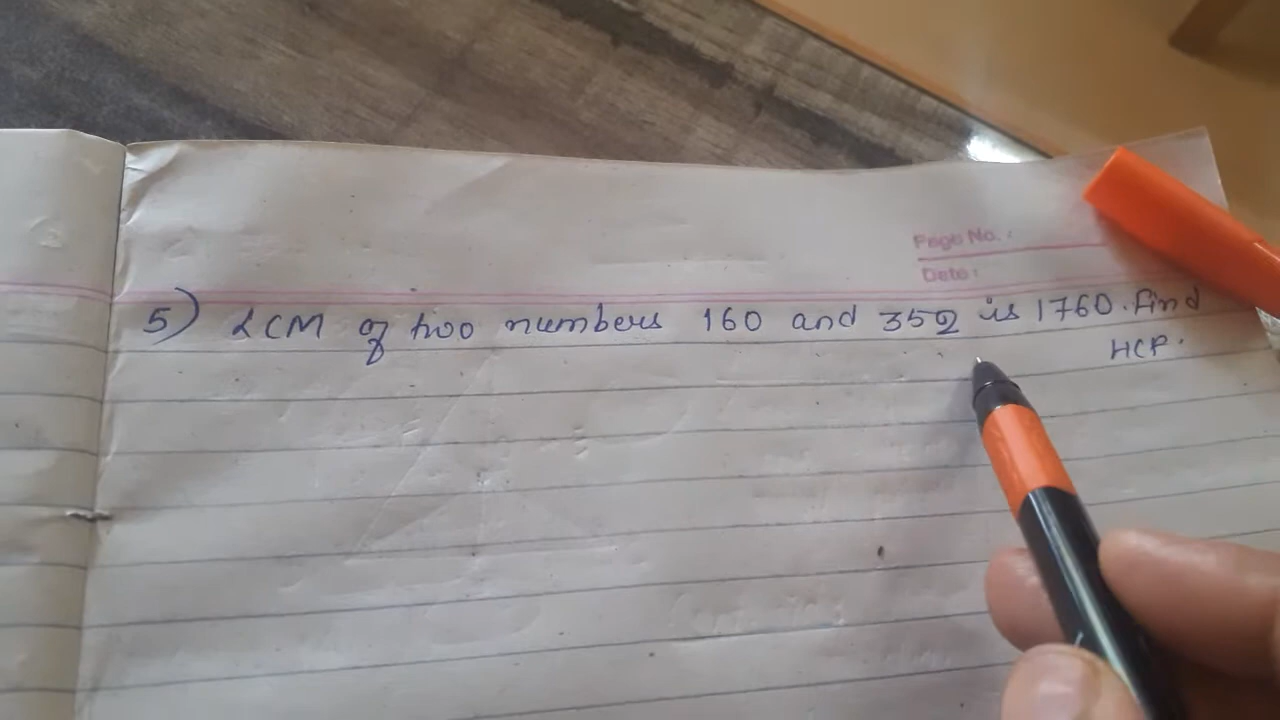 Page No. :
Date :
5) LCM of two numbers 160 and 352 is 1760. find
HCF.